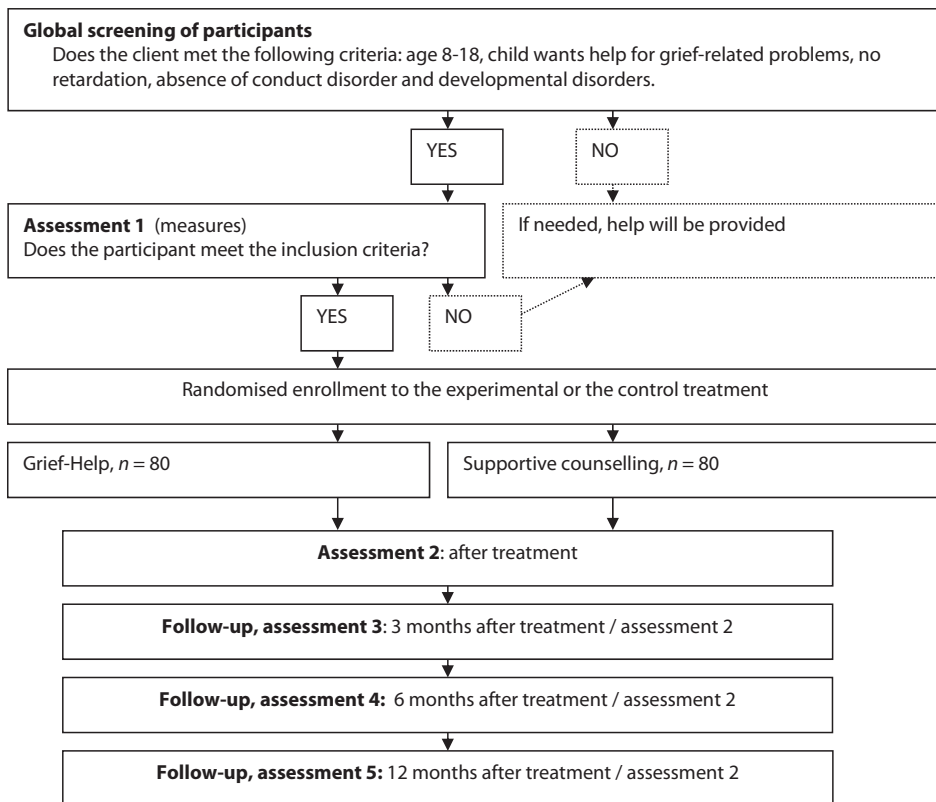 Global screening of participants
Does the client met the following criteria: age 8-18, child wants help for grief-related problems, no
retardation, absence of conduct disorder and developmental disorders.
YES
NO
Assessment 1 (measures)
Does the participant meet the inclusion criteria?
If needed, help will be provided
YES
NO
Randomised enrollment to the experimental or the control treatment
Grief-Help, n = 80
Supportive counselling, n = 80
Assessment 2: after treatment
Follow-up, assessment 3: 3 months after treatment / assessment 2
Follow-up, assessment 4: 6 months after treatment / assessment 2
Follow-up, assessment 5: 12 months after treatment / assessment 2